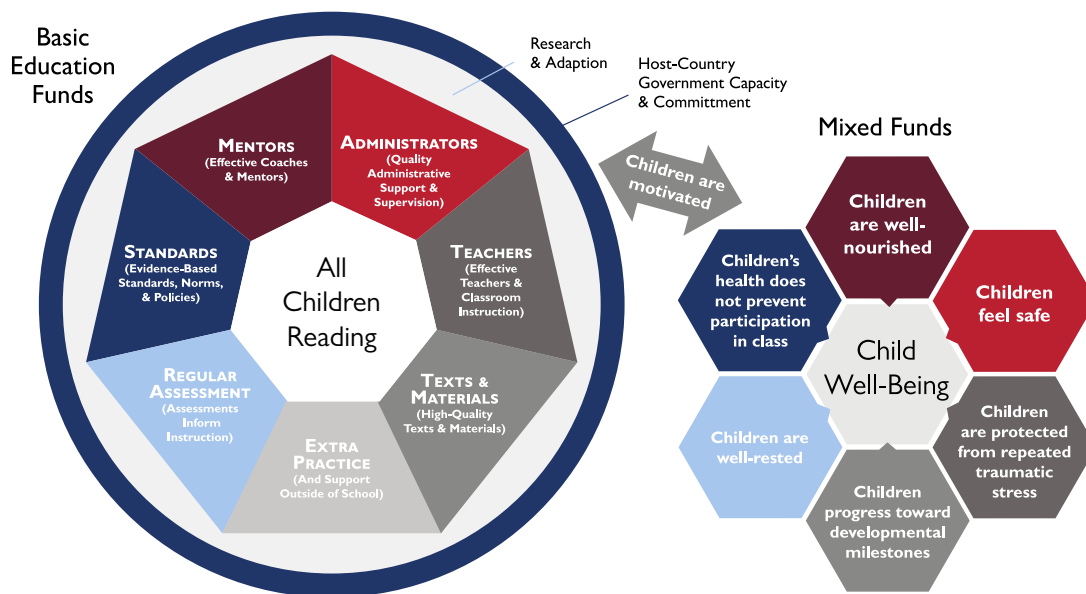 Basic
Education
Funds
Research
& Adaption
Host-Country
Government Capacity
& Committment
MENTORS
(Effective Coaches
& Mentors)
ADMINISTRATORS
(Quality
Administrative
Support &
Supervision)
STANDARDS
(Evidence-Based
Standards, Norms,
& Policies)
TEACHERS
(Effective
Teachers &
Classroom
Instruction)
All
Children
Reading
REGULAR
ASSESSMENT
(Assessments
Inform
Instruction)
TEXTS &
MATERIALS
(High-Quality
Texts & Materials)
EXTRA
PRACTICE
(And Support
Outside of School)
Children are
motivated
Mixed Funds
Children
are well-
nourished
Children's
health does
not prevent
participation
in class
Children
feel safe
Child
Well-Being
Children are
well-rested
Children
are protected
from repeated
traumatic
stress
Children
progress toward
developmental
milestones